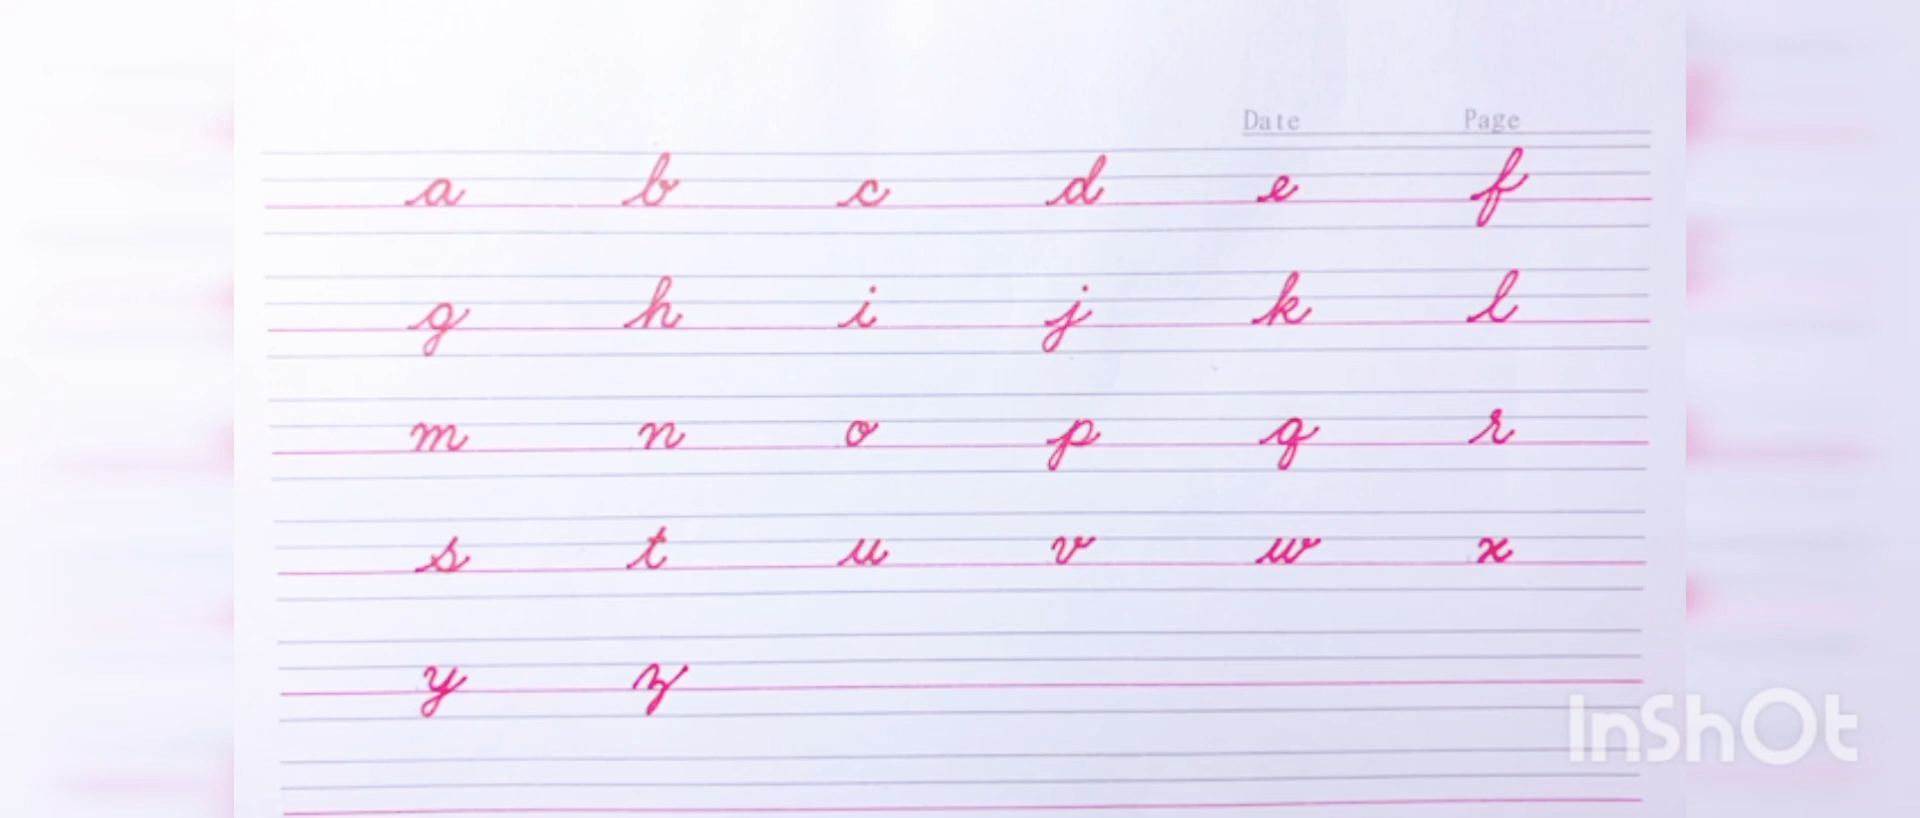 Date Page
a b c d e f
g h i j k l
m n o p q r
s t u v w x
y z
InShOt